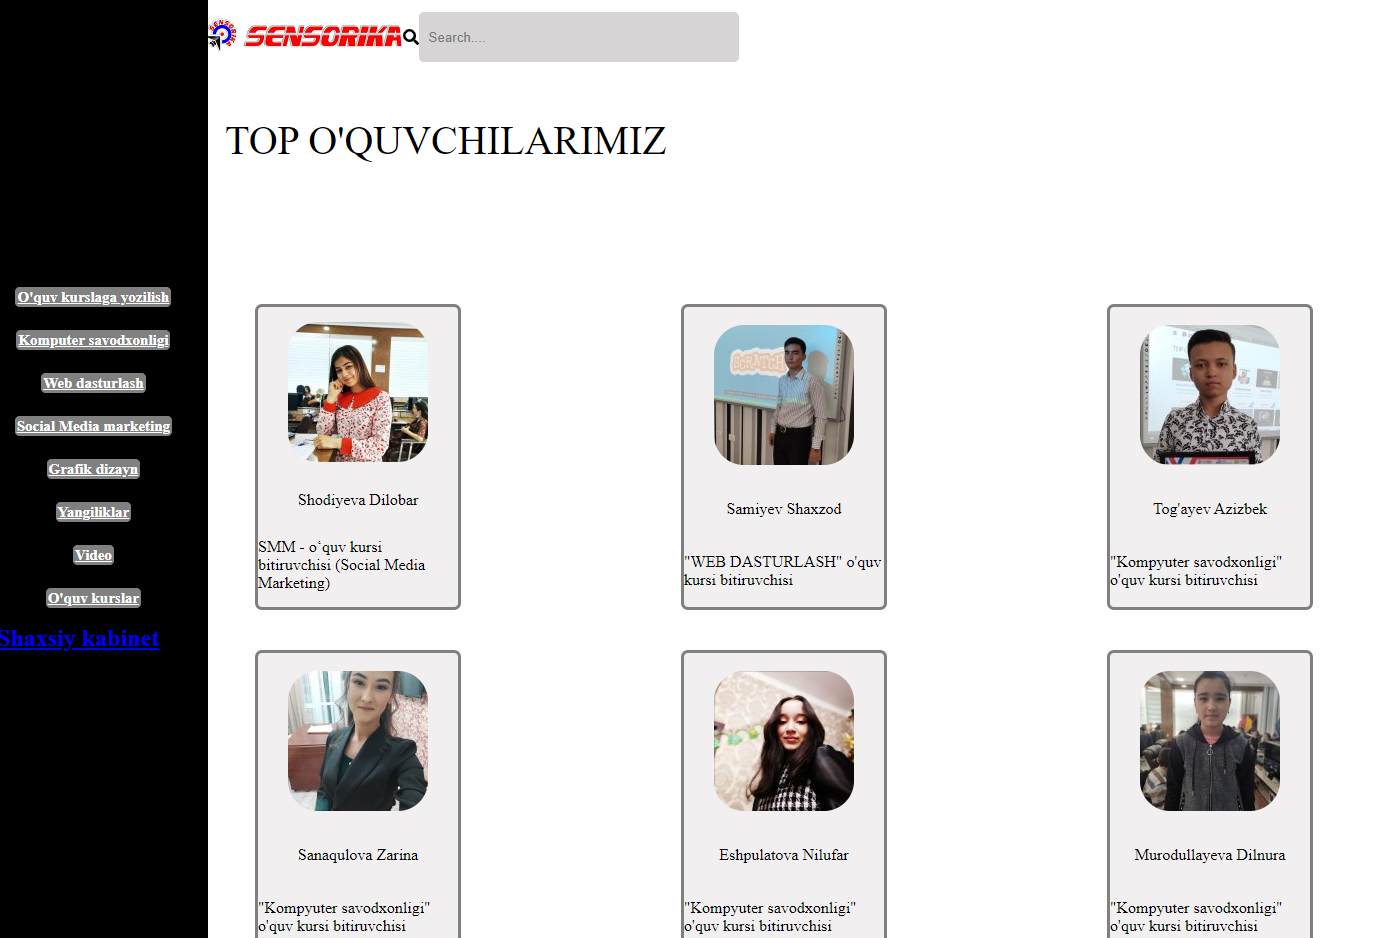 SENSORIKA
SENSORIKA
Search....
TOP O'QUVCHILARIMIZ
O'quv kurslaga yozilish
Komputer savodxonligi
Web dasturlash
Social Media marketing
Grafik dizayn
Yangiliklar
Video
O'quv kurslar
Shaxsiy kabinet
SCRATCH
Shodiyeva Dilobar
SMM - o‘quv kursi
bitiruvchisi (Social Media
Marketing)
Samiyev Shaxzod
"WEB DASTURLASH" o'quv
kursi bitiruvchisi
Tog'ayev Azizbek
"Kompyuter savodxonligi"
o'quv kursi bitiruvchisi
Sanaqulova Zarina
"Kompyuter savodxonligi"
o'quv kursi bitiruvchisi
Eshpulatova Nilufar
"Kompyuter savodxonligi"
o'quv kursi bitiruvchisi
Murodullayeva Dilnura
"Kompyuter savodxonligi"
o'quv kursi bitiruvchisi